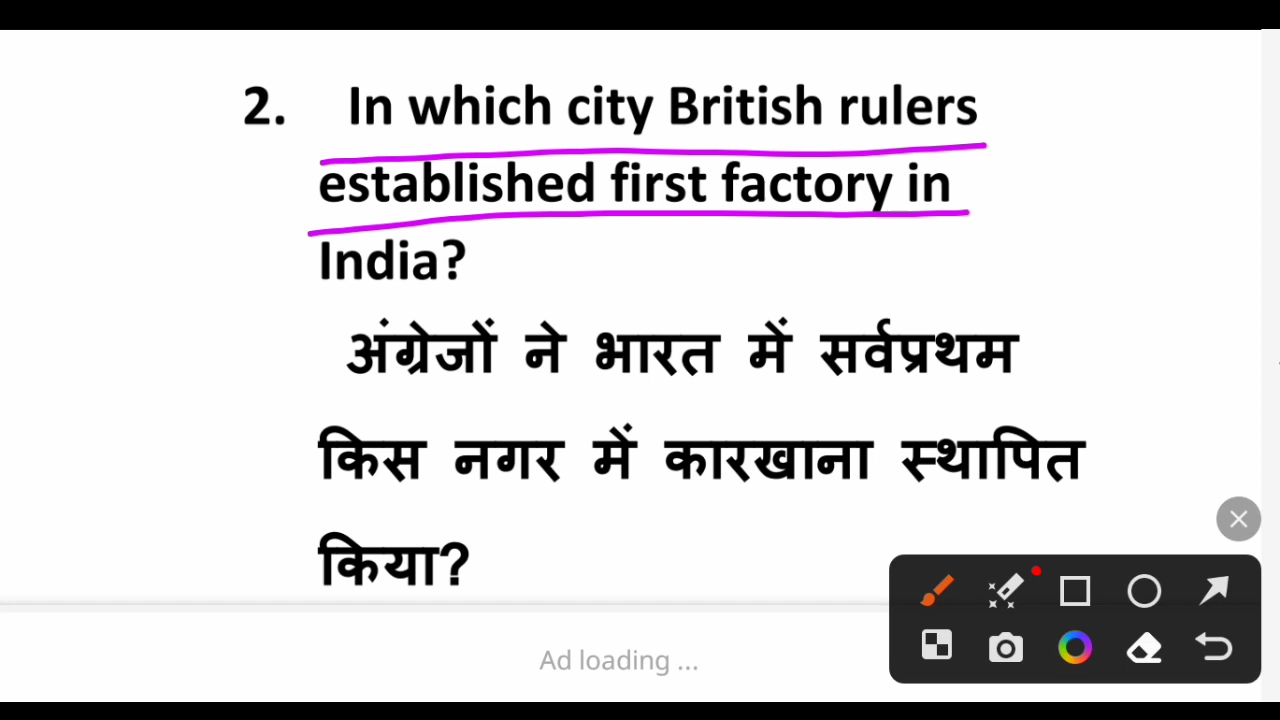 2. In which city British rulers
established first factory in
India?
अंग्रेजों ने भारत में सर्वप्रथम
किस नगर में कारखाना स्थापित
किया?
Ad loading ...